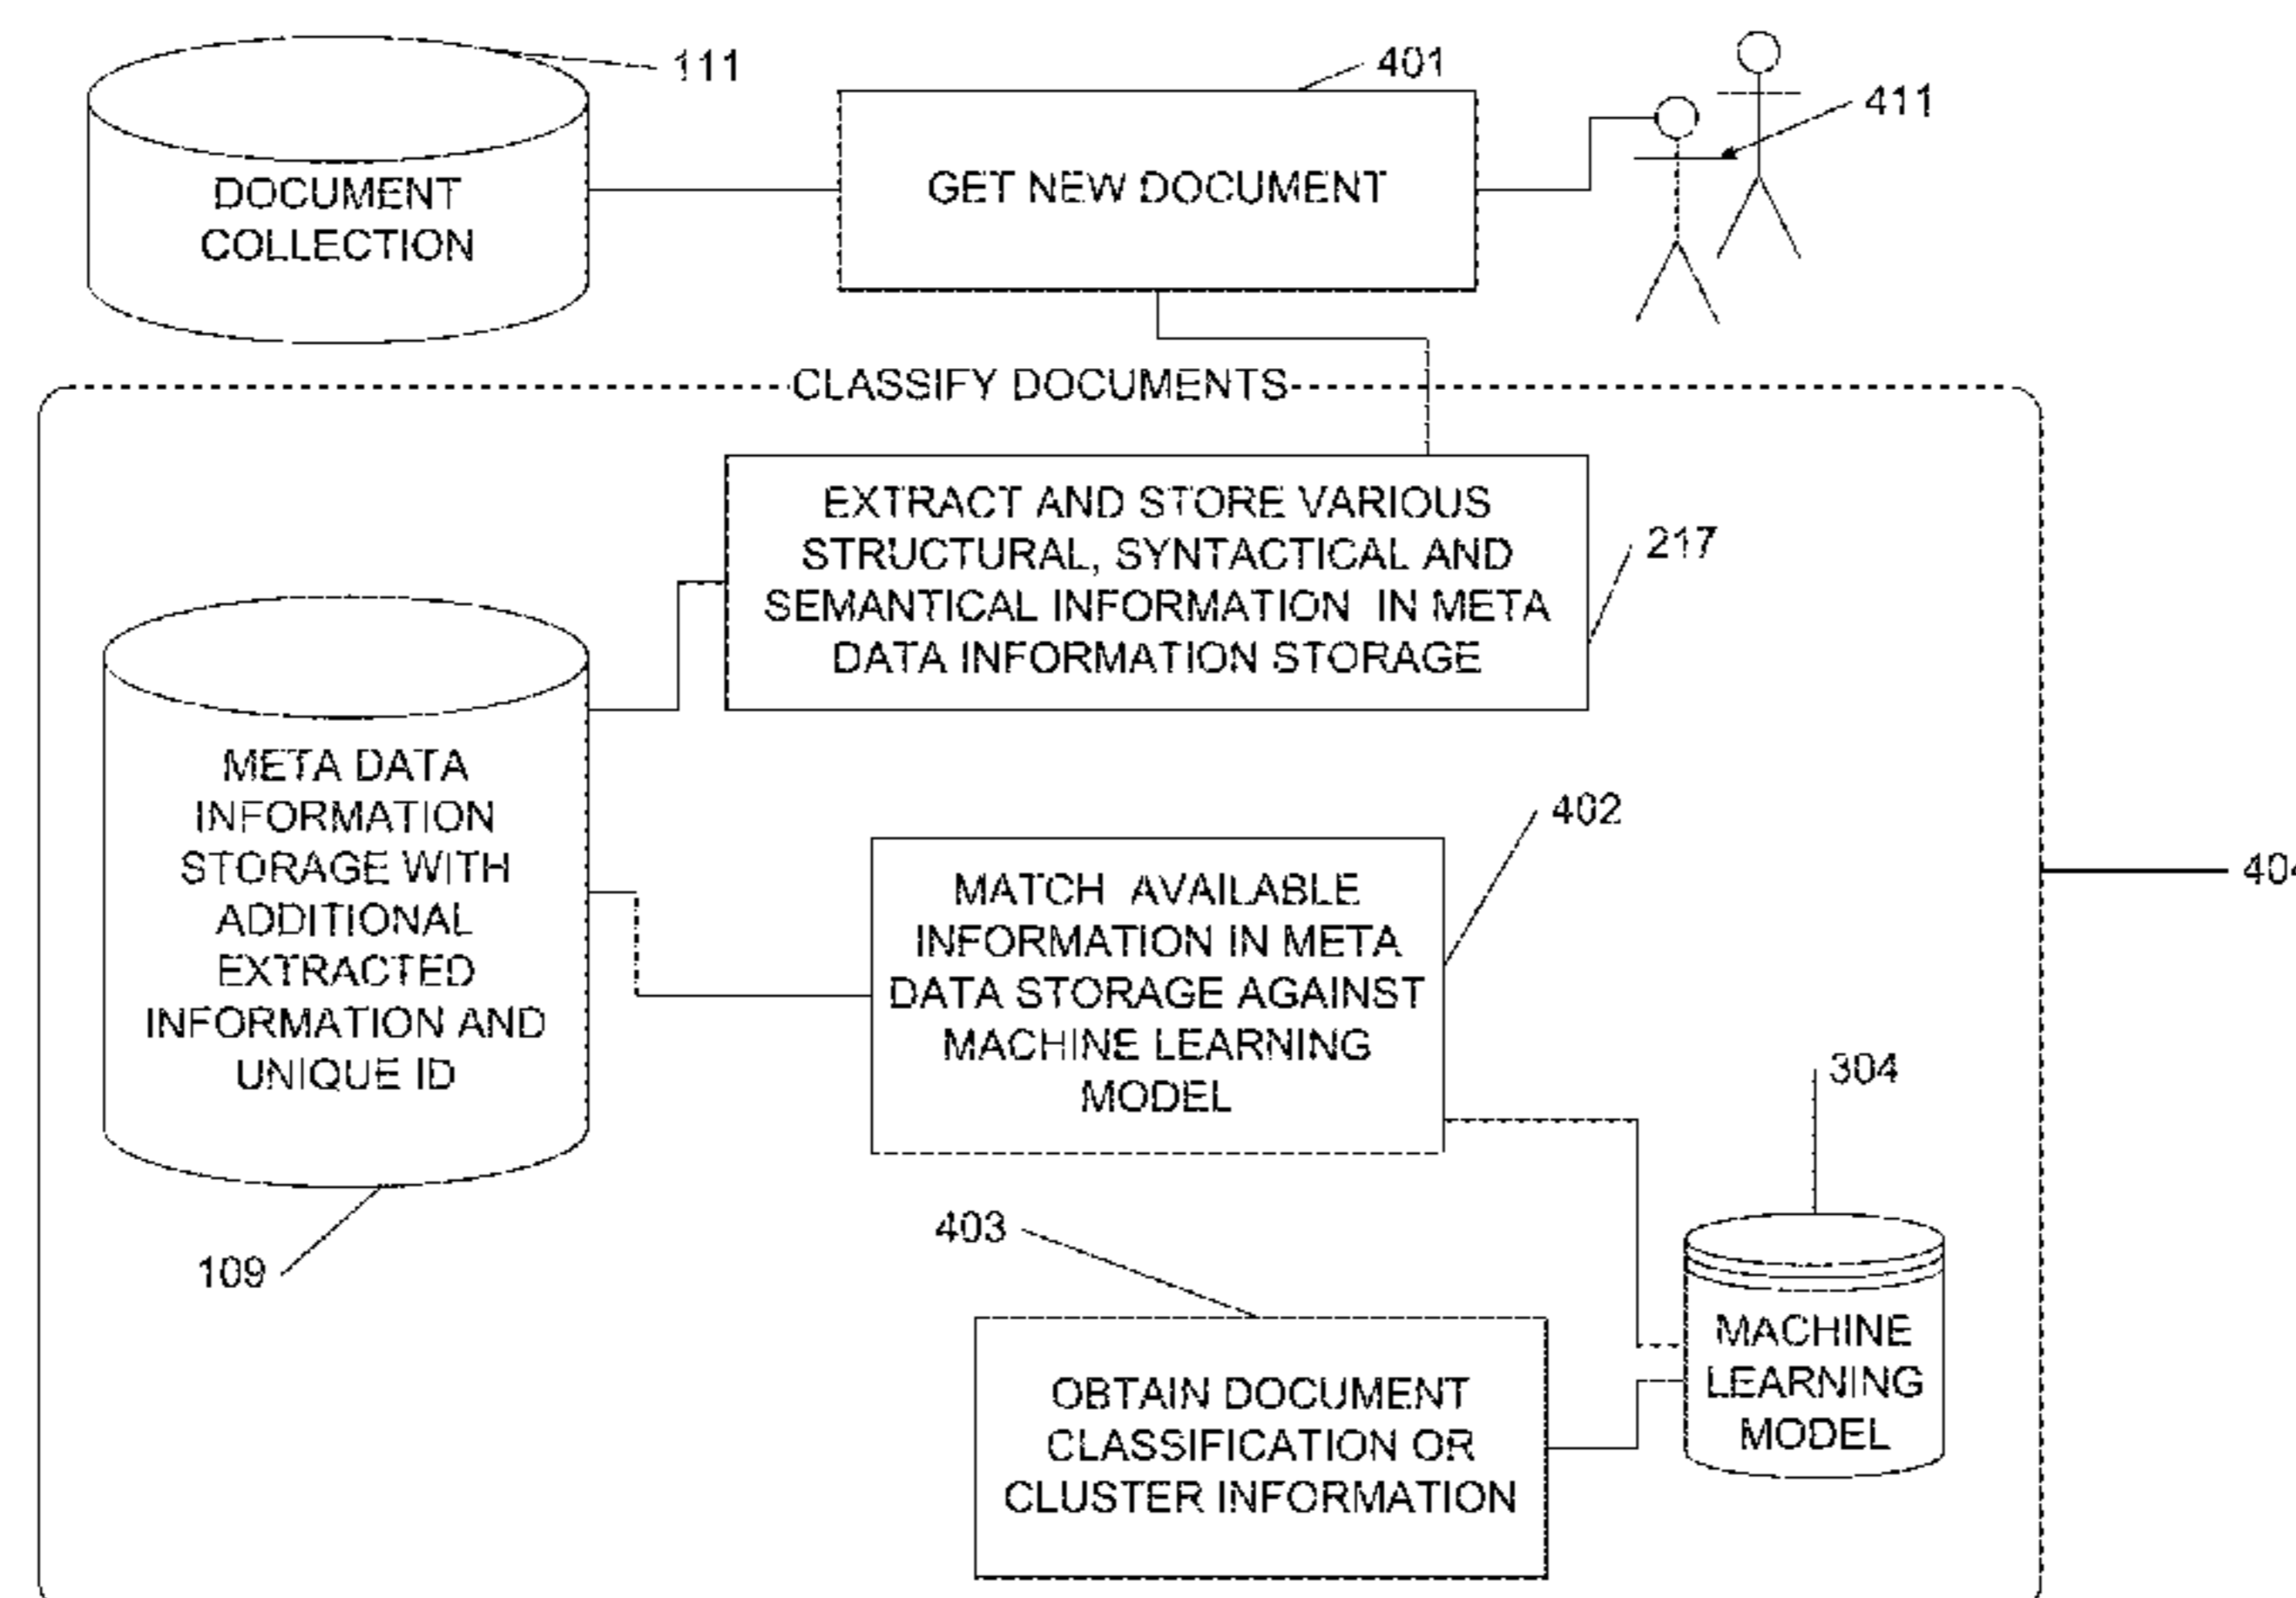 111
401
411
DOCUMENT
COLLECTION
GET NEW DOCUMENT
CLASSIFY DOCUMENTS
EXTRACT AND STORE VARIOUS
STRUCTURAL, SYNTACTICAL AND
SEMANTICAL INFORMATION IN META
DATA INFORMATION STORAGE
217
META DATA
INFORMATION
STORAGE WITH
ADDITIONAL
EXTRACTED
INFORMATION AND
UNIQUE ID
402
MATCH AVAILABLE
INFORMATION IN META
DATA STORAGE AGAINST
MACHINE LEARNING
MODEL
404
304
403
109
OBTAIN DOCUMENT
CLASSIFICATION OR
CLUSTER INFORMATION
MACHINE
LEARNING
MODEL